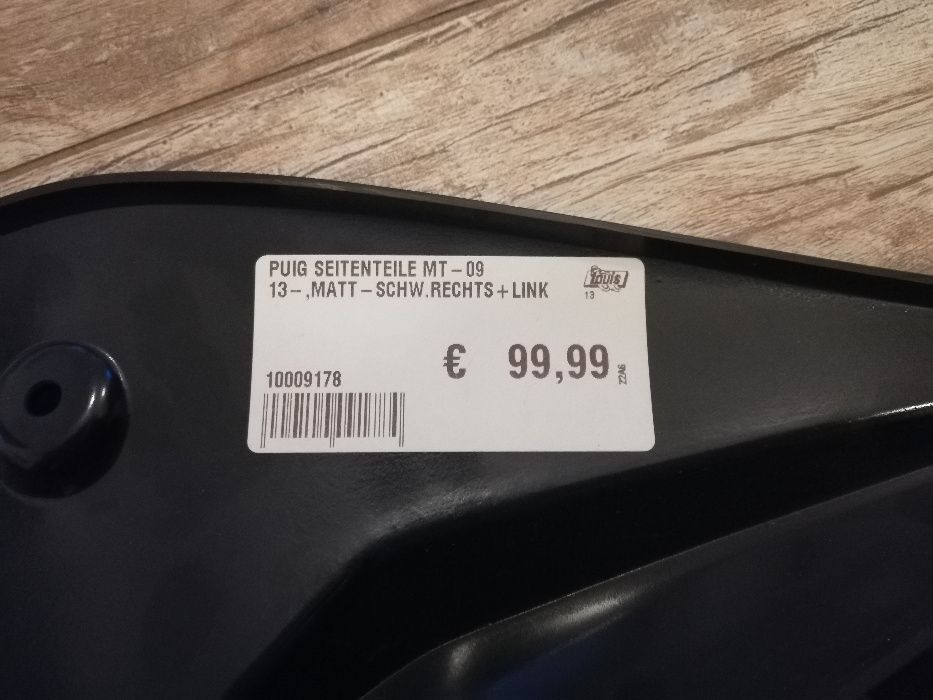 PUIG SEITENTEILE MT-09
13-,MATT-SCHW.RECHTS+LINK
Louis
13
€ 99,99
22A6
10009178